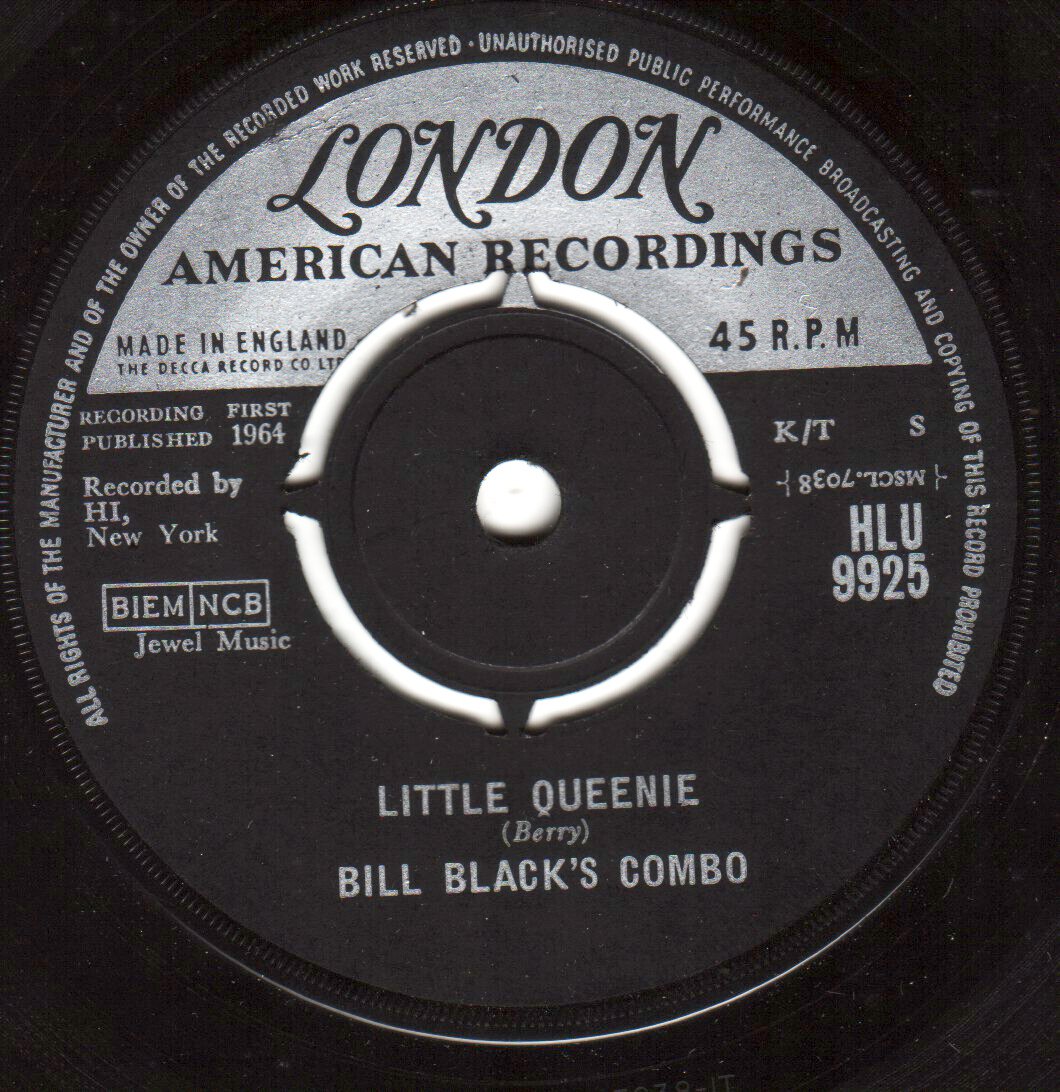 ALL RIGHTS OF THE MANUFACTURER AND OF THE OWNER OF THE RECORDED WORK RESERVED · UNAUTHORISED PUBLIC PERFORMANCE BROADCASTING AND COPYING OF THIS RECORD PROHIBITED
LONDON
AMERICAN RECORDINGS
MADE IN ENGLAND
THE DECCA RECORD CO LTD
45 R.P.M
RECORDING FIRST
PUBLISHED 1964
K/T S
Recorded by
HI,
New York
{ MSCL.7038 }
HLU
9925
BIEM NCB
Jewel Music
LITTLE QUEENIE
(Berry)
BILL BLACK'S COMBO